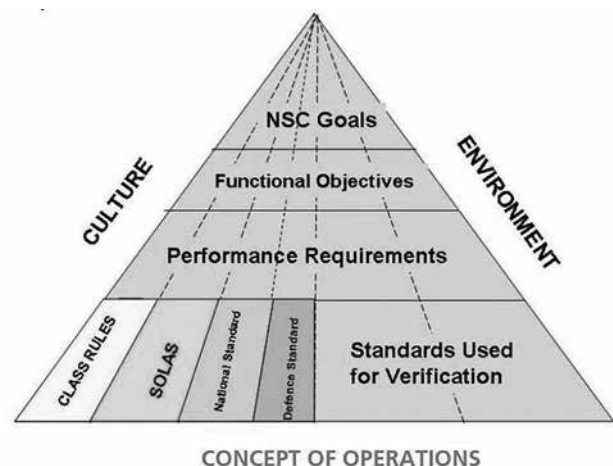 NSC Goals
CULTURE
ENVIRONMENT
Functional Objectives
Performance Requirements
CLASS RULES
SOLAS
National Standard
Defence Standard
Standards Used
for Verification
CONCEPT OF OPERATIONS